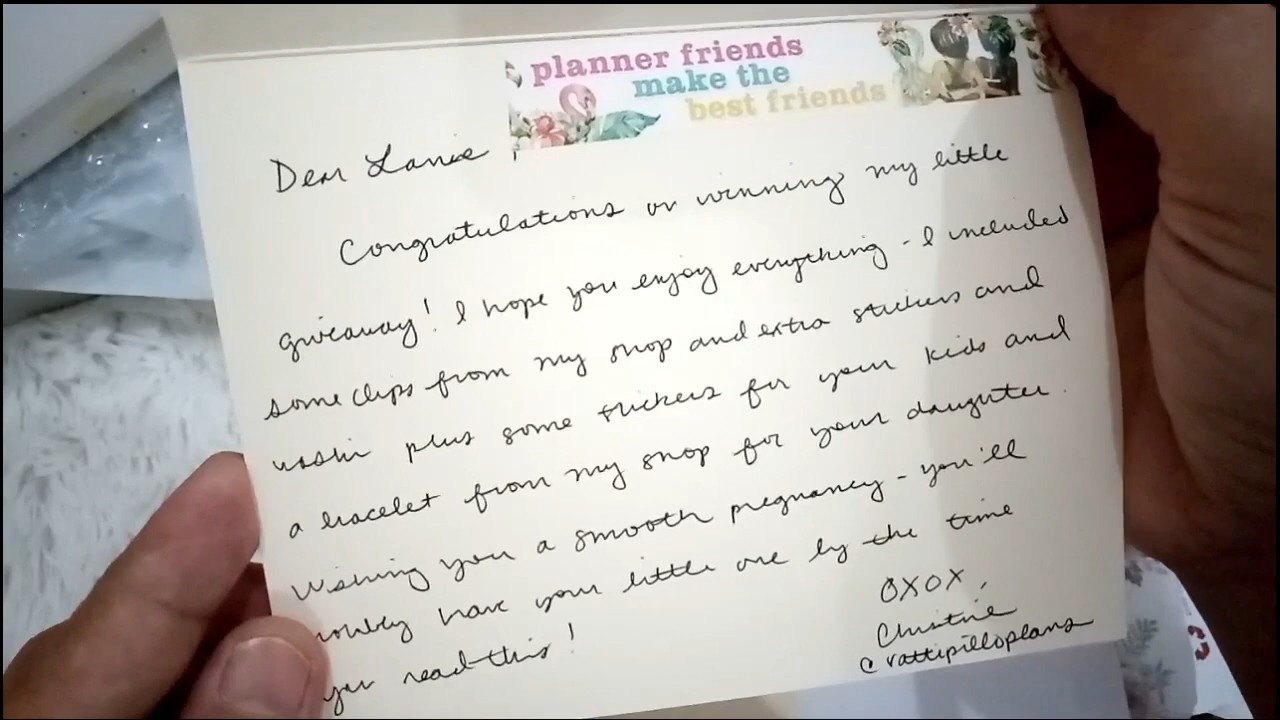 planner friends
make the
best friends
Dear Lanie,
Congratulations on winning my little
giveaway! I hope you enjoy everything - I included
some clips from my shop and extra stickers and
washi plus some stickers for your kids and
a bracelet from my shop for your daughter.
Wishing you a smooth pregnancy - you'll
have your little one by the time
you read this!
OXOX,
Christine
@rattipilloplans